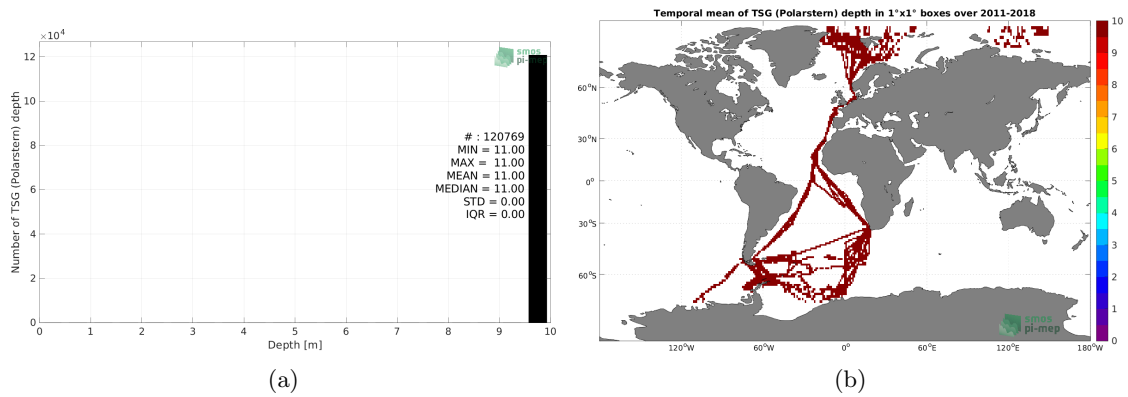 ×10⁴
12
10
8
6
4
2
0
Number of TSG (Polarstern) depth
smos
pi-mep
# : 120769
MIN = 11.00
MAX = 11.00
MEAN = 11.00
MEDIAN = 11.00
STD = 0.00
IQR = 0.00
0 1 2 3 4 5 6 7 8 9 10
Depth [m]
(a)
Temporal mean of TSG (Polarstern) depth in 1°x1° boxes over 2011-2018
60°N
30°N
0°
30°S
60°S
120°W 60°W 0° 60°E 120°E 180°W
smos
pi-mep
10
9
8
7
6
5
4
3
2
1
0
(b)